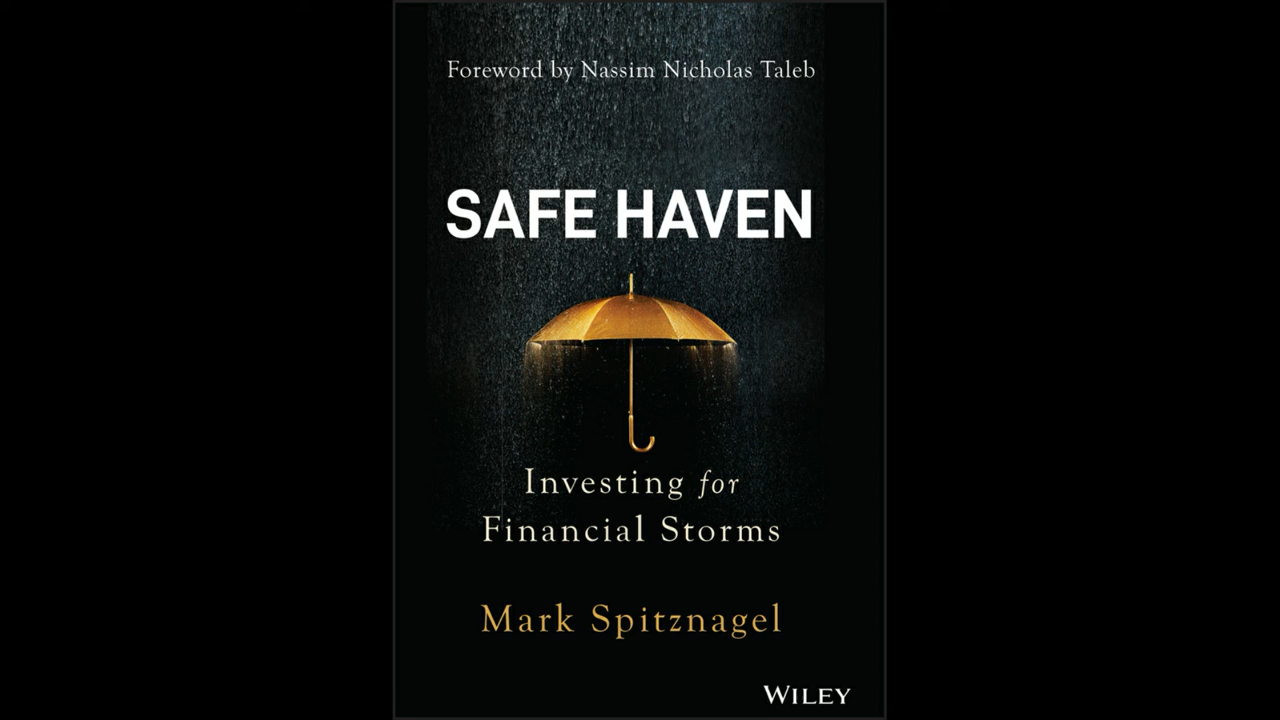 Foreword by Nassim Nicholas Taleb
SAFE HAVEN
Investing for
Financial Storms
Mark Spitznagel
WILEY